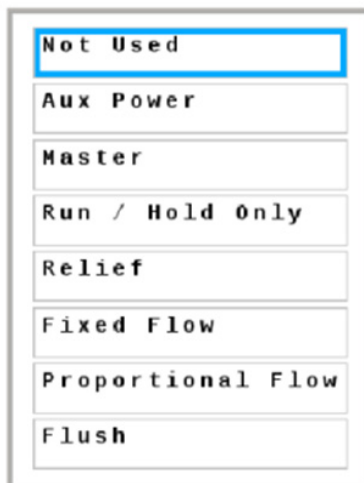 Not Used
Aux Power
Master
Run / Hold Only
Relief
Fixed Flow
Proportional Flow
Flush